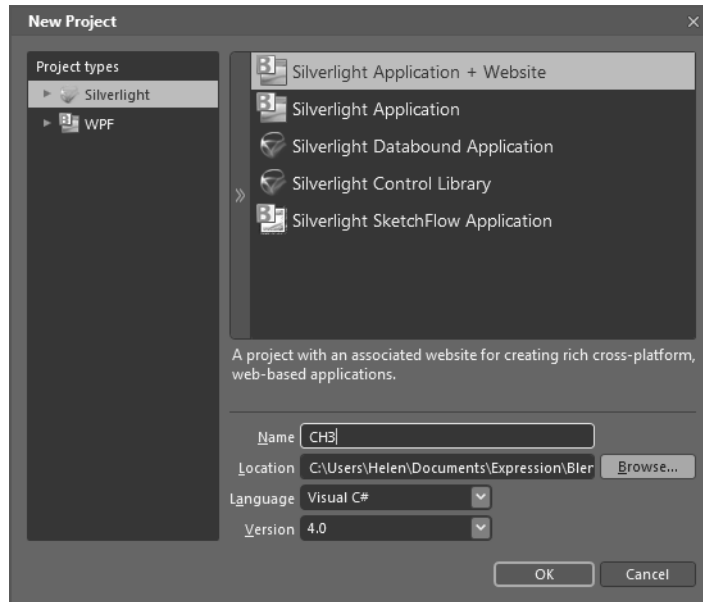 New Project
Project types
Silverlight
WPF
Silverlight Application + Website
Silverlight Application
Silverlight Databound Application
Silverlight Control Library
Silverlight SketchFlow Application
A project with an associated website for creating rich cross-platform,
web-based applications.
Name CH3
Location C:\Users\Helen\Documents\Expression\Bler Browse...
Language Visual C#
Version 4.0
OK Cancel